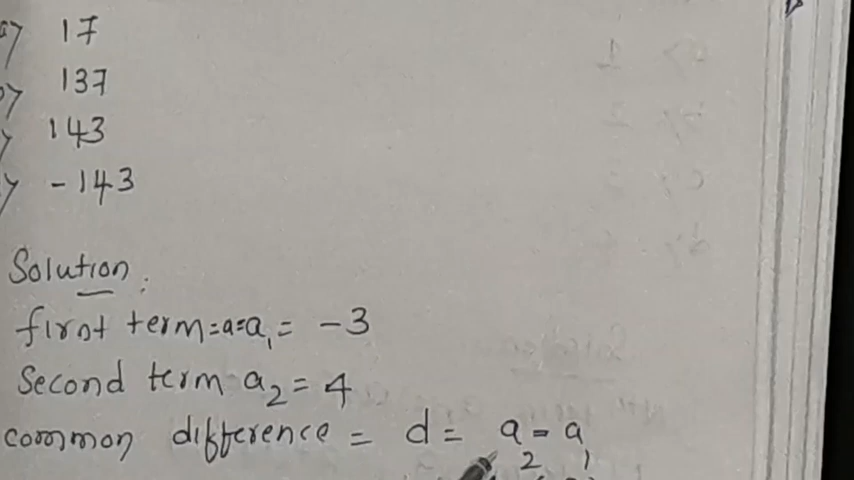 17
137
143
-143
Solution:
first term=a=a₁= -3
Second term a₂=4
common difference = d= a₂-a₁